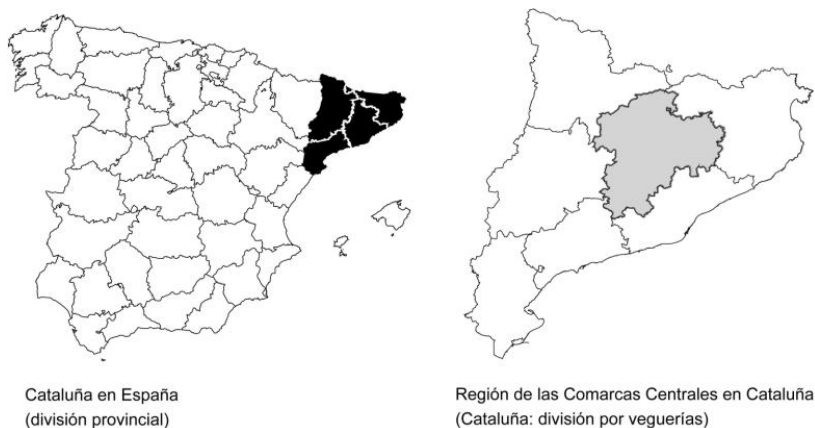 Cataluña en España
(división provincial)
Región de las Comarcas Centrales en Cataluña
(Cataluña: división por veguerías)